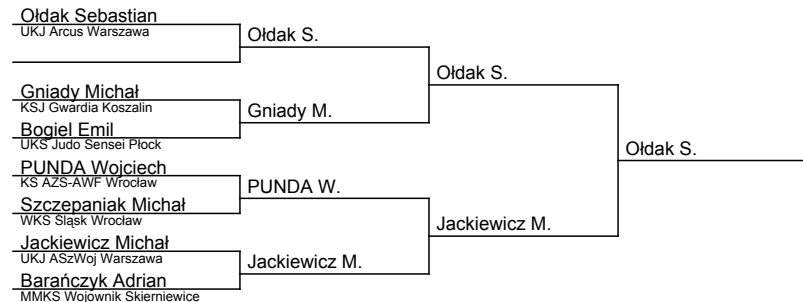 Ołdak Sebastian
UKJ Arcus Warszawa
Gniady Michał
KSJ Gwardia Koszalin
Bogiel Emil
UKS Judo Sensei Płock
PUNDA Wojciech
KS AZS-AWF Wrocław
Szczepaniak Michał
WKS Śląsk Wrocław
Jackiewicz Michał
UKJ ASzWoj Warszawa
Barańczyk Adrian
MMKS Wojownik Skierniewice
Ołdak S.
Gniady M.
PUNDA W.
Jackiewicz M.
Ołdak S.
Jackiewicz M.
Ołdak S.